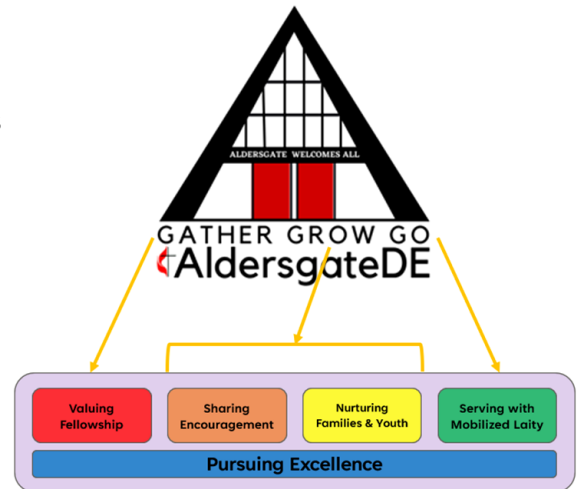 ALDERSGATE WELCOMES ALL
GATHER GROW GO
AldersgateDE
Valuing
Fellowship
Sharing
Encouragement
Nurturing
Families & Youth
Serving with
Mobilized Laity
Pursuing Excellence